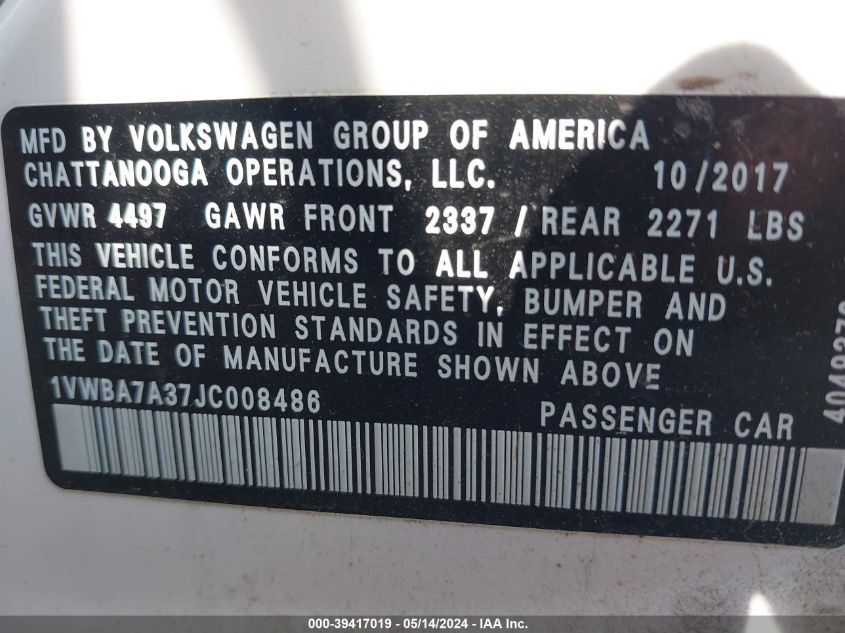 MFD BY VOLKSWAGEN GROUP OF AMERICA
CHATTANOOGA OPERATIONS, LLC. 10/2017
GVWR 4497 GAWR FRONT 2337 / REAR 2271 LBS
THIS VEHICLE CONFORMS TO ALL APPLICABLE U.S.
FEDERAL MOTOR VEHICLE SAFETY, BUMPER AND
THEFT PREVENTION STANDARDS IN EFFECT ON
THE DATE OF MANUFACTURE SHOWN ABOVE
1VWBA7A37JC008486 PASSENGER CAR
000-39417019 - 05/14/2024 - IAAI Inc.